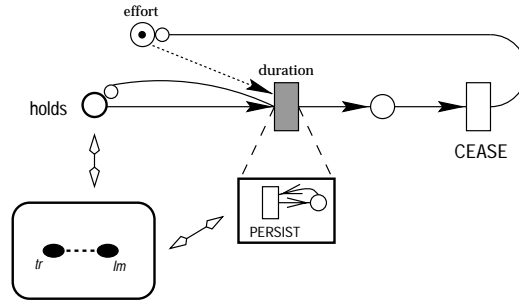 effort
duration
holds
CEASE
PERSIST
tr
lm